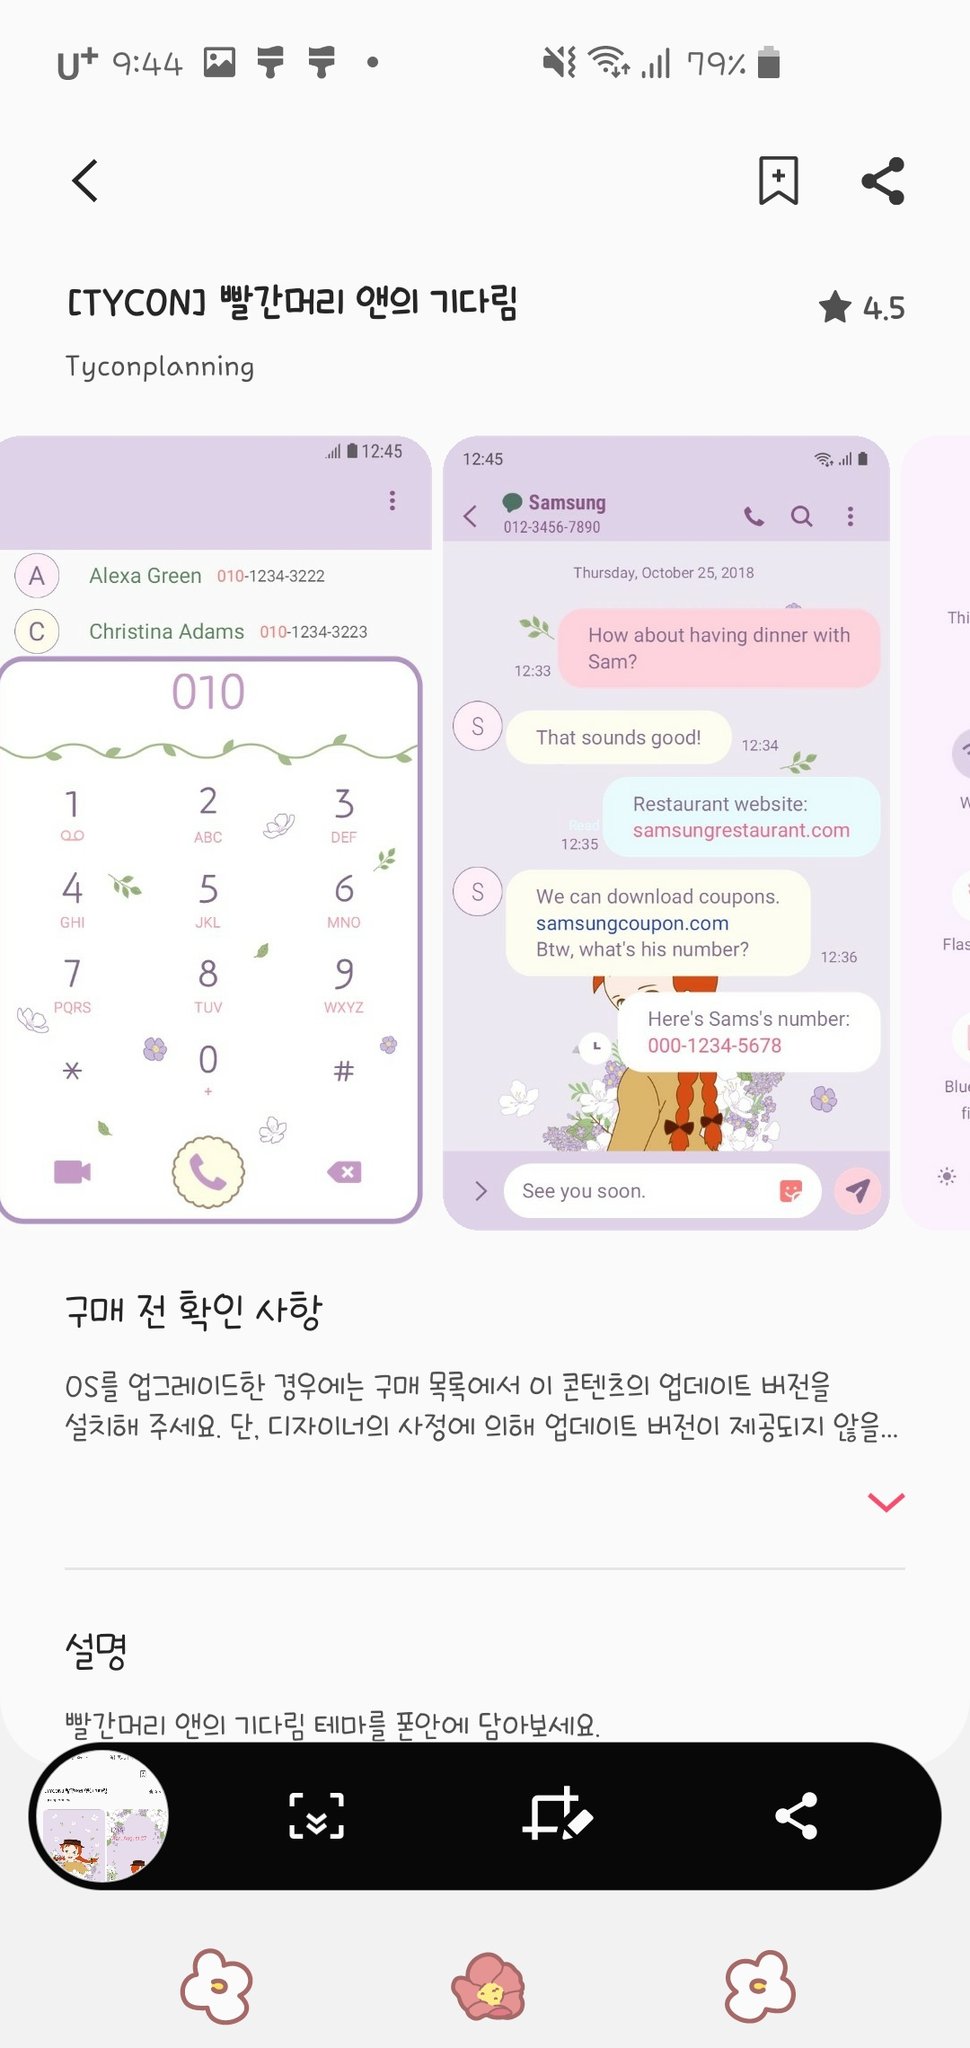 U+ 9:44 79%
[TYCON] 빨간머리 앤의 기다림
4.5
Tyconplanning
12:45
A Alexa Green 010-1234-3222
C Christina Adams 010-1234-3223
010
1 2 3
ABC DEF
4 5 6
GHI JKL MNO
7 8 9
PQRS TUV WXYZ
* 0 #
+
12:45
Samsung
012-3456-7890
Thursday, October 25, 2018
How about having dinner with
Sam?
12:33
S That sounds good! 12:34
Restaurant website:
samsungrestaurant.com
Read
12:35
S We can download coupons.
samsungcoupon.com
Btw, what's his number? 12:36
Here's Sams's number:
000-1234-5678
See you soon.
Thi
W
Flas
Blue
fi
구매 전 확인 사항
OS를 업그레이드한 경우에는 구매 목록에서 이 콘텐츠의 업데이트 버전을
설치해 주세요. 단, 디자이너의 사정에 의해 업데이트 버전이 제공되지 않을...
설명
빨간머리 앤의 기다림 테마를 폰안에 담아보세요.